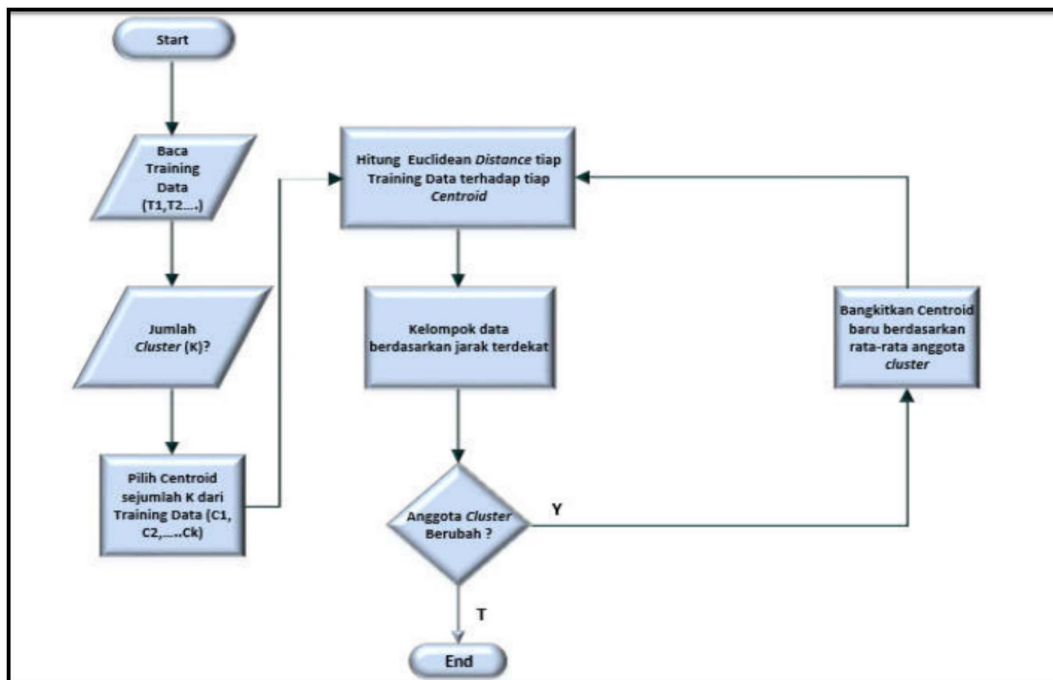 Start
Baca
Training
Data
(T1,T2....)
Jumlah
Cluster (K)?
Pilih Centroid
sejumlah K dari
Training Data (C1,
C2,.....Ck)
Hitung Euclidean Distance tiap
Training Data terhadap tiap
Centroid
Kelompok data
berdasarkan jarak terdekat
Anggota Cluster
Berubah ?
Y
Bangkitkan Centroid
baru berdasarkan
rata-rata anggota
cluster
T
End